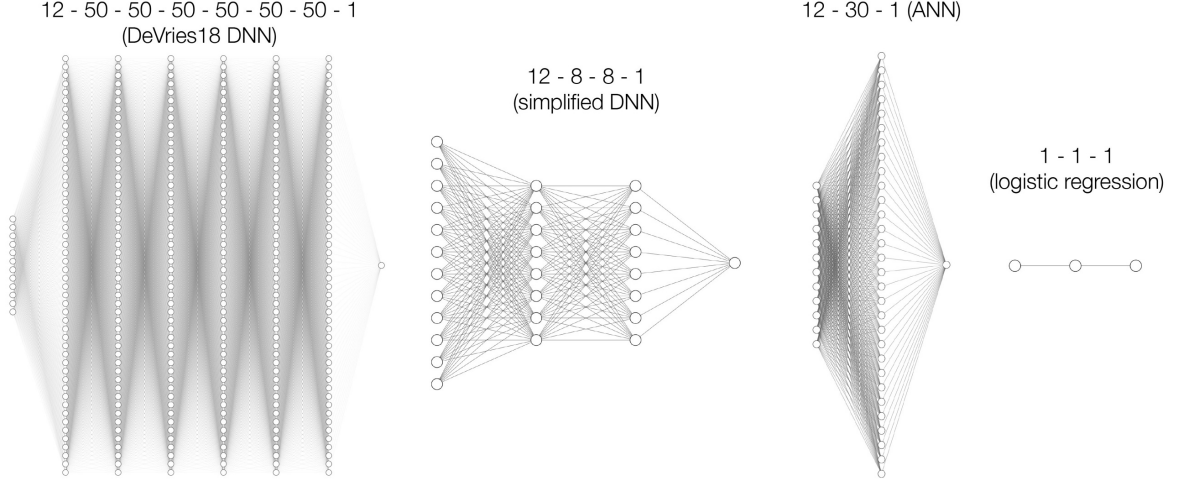 12 - 50 - 50 - 50 - 50 - 50 - 50 - 1
(DeVries18 DNN)
12 - 8 - 8 - 1
(simplified DNN)
12 - 30 - 1 (ANN)
1 - 1 - 1
(logistic regression)